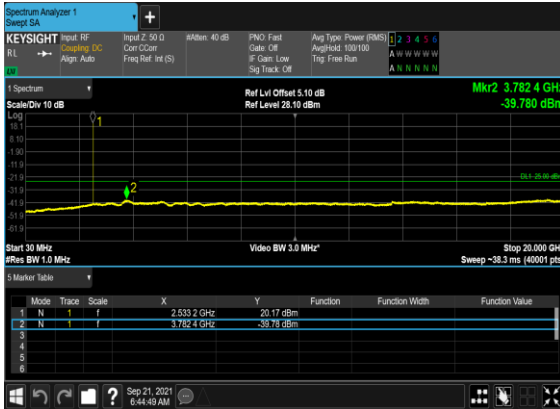 Spectrum Analyzer 1
Swept SA
+
KEYSIGHT Input: RF Input Z: 50 Ω #Atten: 40 dB PNO: Fast Avg Type: Power (RMS) 1 2 3 4 5 6
RL Coupling: DC Corr CCorr Gate: Off Avg|Hold: 100/100 A W W W W W
Align: Auto Freq Ref: Int (S) IF Gain: Low Trig: Free Run
Sig Track: Off A N N N N N
1 Spectrum Ref Lvl Offset 5.10 dB Mkr2 3.782 4 GHz
Scale/Div 10 dB Ref Level 28.10 dBm -39.780 dBm
Log
18.1
8.10
-1.90
-11.9
-21.9
DL1 -25.00 dBm
-31.9
-41.9
-51.9
-61.9
1
2
Start 30 MHz Video BW 3.0 MHz* Stop 20.000 GHz
#Res BW 1.0 MHz Sweep ~38.3 ms (40001 pts)
5 Marker Table
Mode Trace Scale X Y Function Function Width Function Value
1 N 1 f 2.533 2 GHz 20.17 dBm
2 N 1 f 3.782 4 GHz -39.78 dBm
3
4
5
6
? Sep 21, 2021
6:44:49 AM